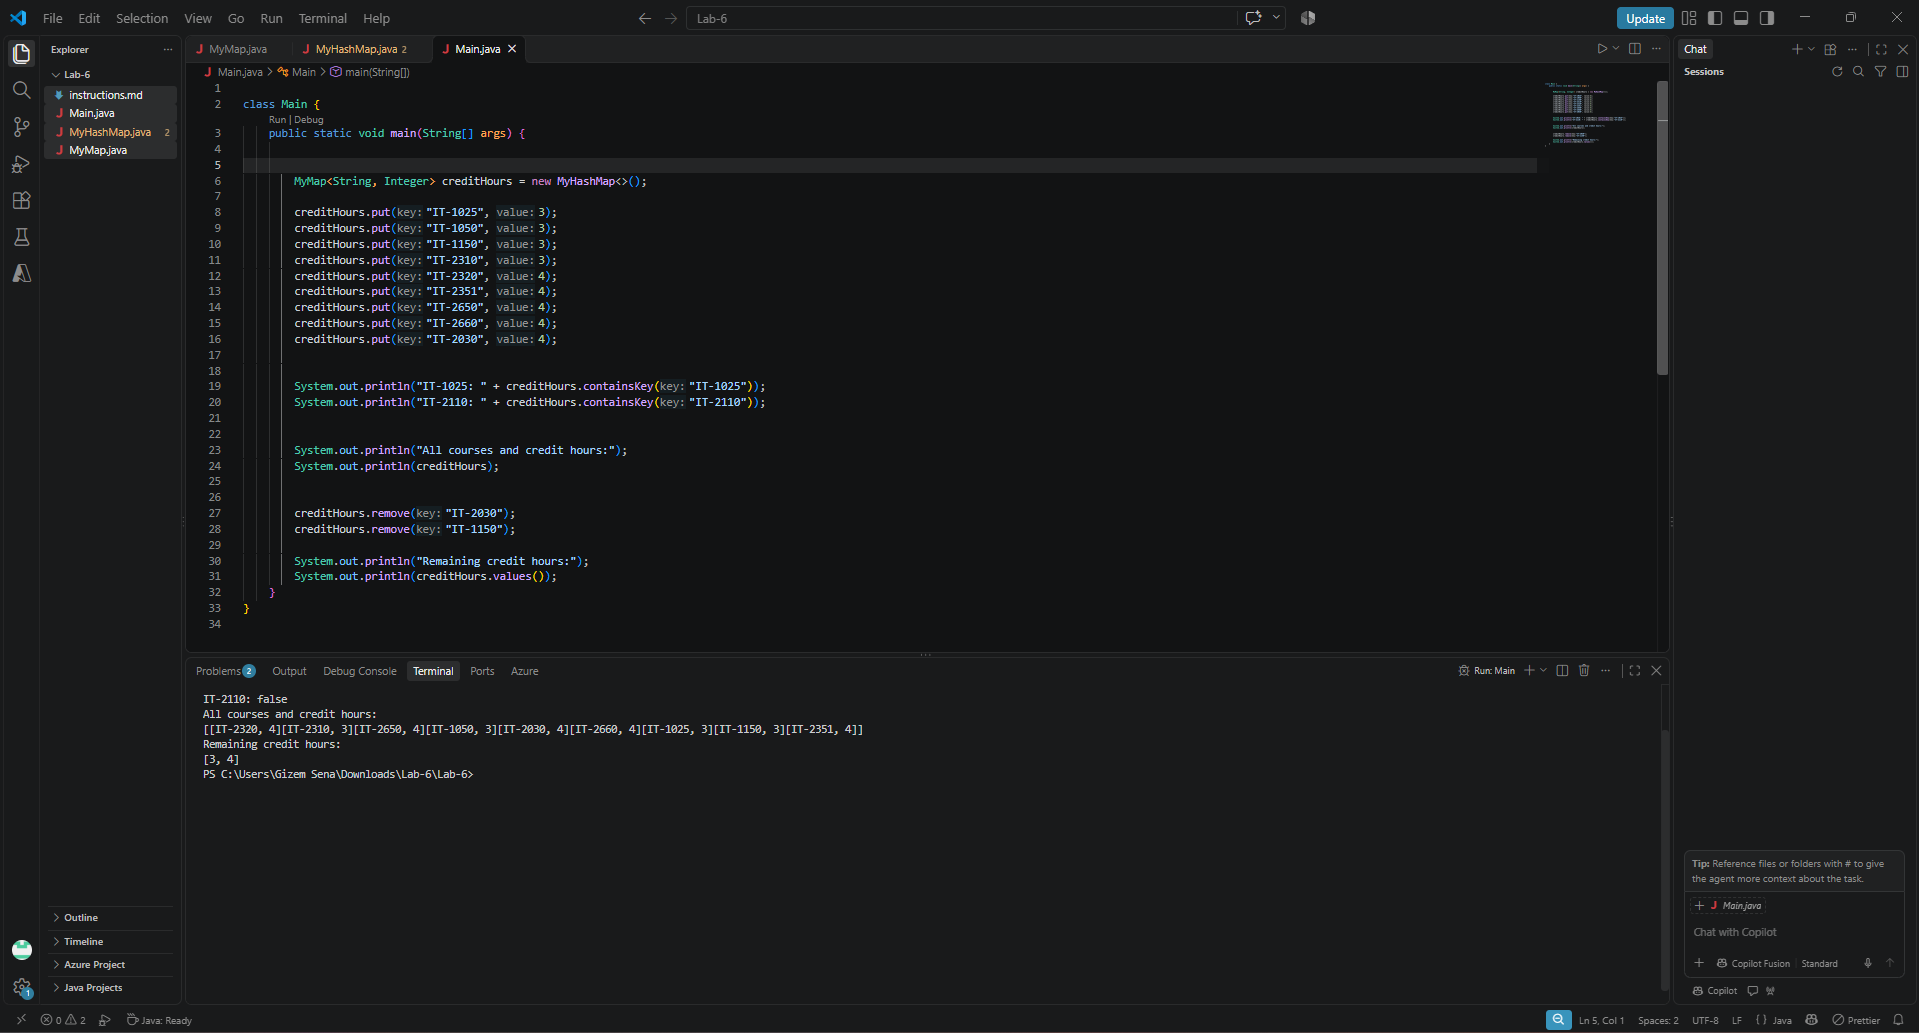 File Edit Selection View Go Run Terminal Help
Lab-6
Update
Explorer
Lab-6
instructions.md
Main.java
MyHashMap.java 2
MyMap.java
Outline
Timeline
Azure Project
Java Projects
1
MyMap.java MyHashMap.java 2 Main.java
Main.java > Main > main(String[])
1
2 class Main {
Run | Debug
3 public static void main(String[] args) {
4
5
6 MyMap<String, Integer> creditHours = new MyHashMap<>();
7
8 creditHours.put(key: "IT-1025", value: 3);
9 creditHours.put(key: "IT-1050", value: 3);
10 creditHours.put(key: "IT-1150", value: 3);
11 creditHours.put(key: "IT-2310", value: 3);
12 creditHours.put(key: "IT-2320", value: 4);
13 creditHours.put(key: "IT-2351", value: 4);
14 creditHours.put(key: "IT-2650", value: 4);
15 creditHours.put(key: "IT-2660", value: 4);
16 creditHours.put(key: "IT-2030", value: 4);
17
18
19 System.out.println("IT-1025: " + creditHours.containsKey(key: "IT-1025"));
20 System.out.println("IT-2110: " + creditHours.containsKey(key: "IT-2110"));
21
22
23 System.out.println("All courses and credit hours:");
24 System.out.println(creditHours);
25
26
27 creditHours.remove(key: "IT-2030");
28 creditHours.remove(key: "IT-1150");
29
30 System.out.println("Remaining credit hours:");
31 System.out.println(creditHours.values());
32 }
33 }
34
Problems 2 Output Debug Console Terminal Ports Azure
Run: Main
IT-2110: false
All courses and credit hours:
[[IT-2320, 4][IT-2310, 3][IT-2650, 4][IT-1050, 3][IT-2030, 4][IT-2660, 4][IT-1025, 3][IT-1150, 3][IT-2351, 4]]
Remaining credit hours:
[3, 4]
PS C:\Users\Gizem Sena\Downloads\Lab-6\Lab-6>
Chat
Sessions
Tip: Reference files or folders with # to give
the agent more context about the task.
Main.java
Chat with Copilot
Copilot Fusion Standard
Copilot
0 2 Java: Ready
Ln 5, Col 1 Spaces: 2 UTF-8 LF {} Java Prettier